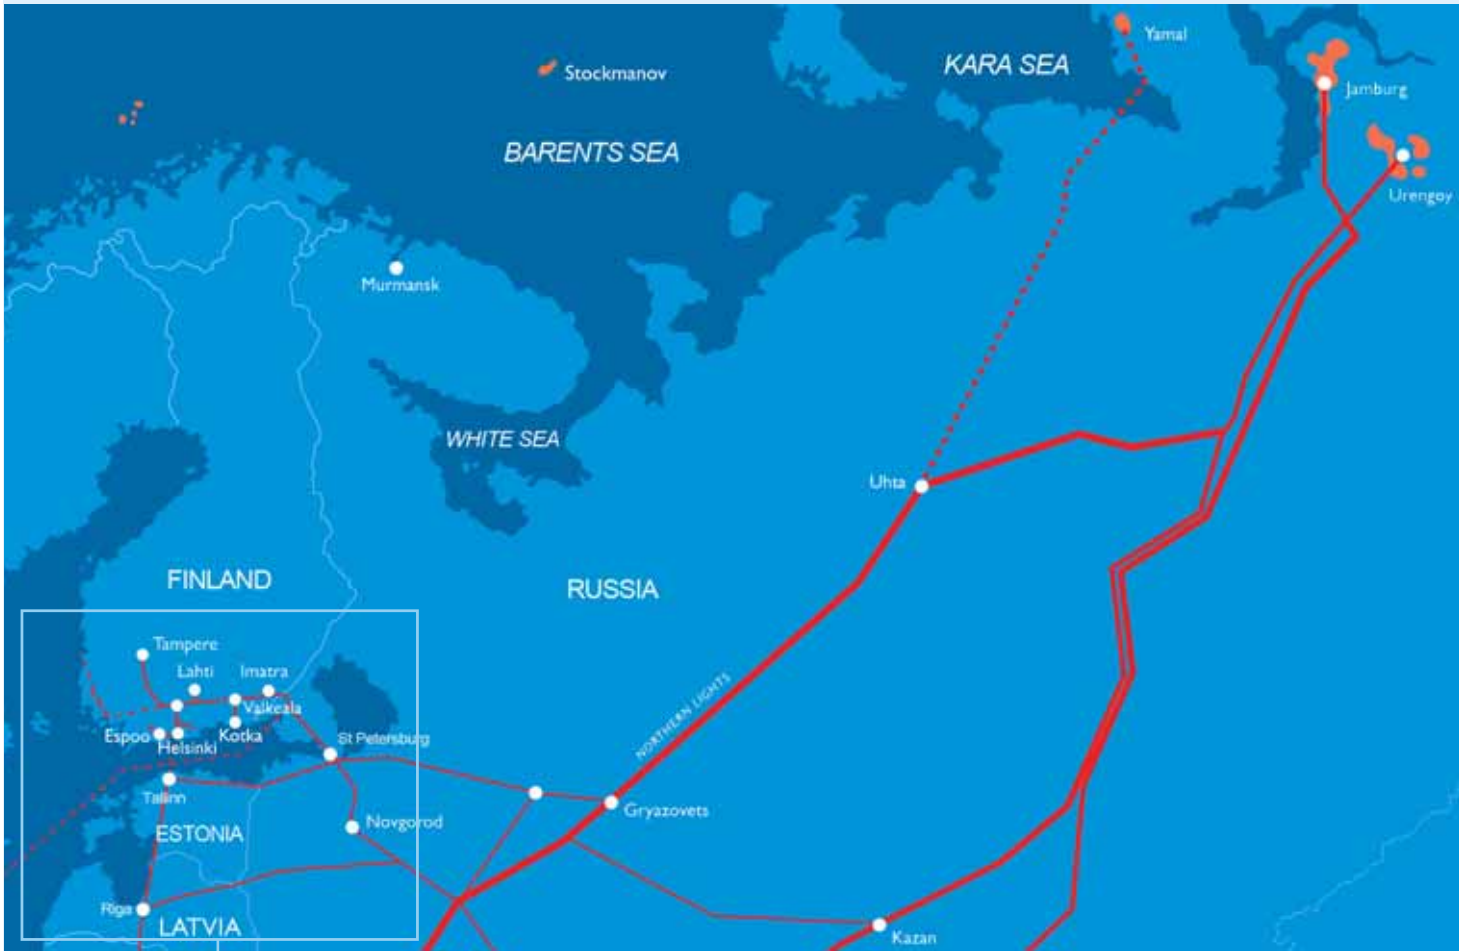 Yamal
KARA SEA
Stockmanov
Jamburg
BARENTS SEA
Urengoy
Murmansk
WHITE SEA
Uhta
FINLAND
RUSSIA
Tampere
Lahti
Imatra
NORTHERN LIGHTS
Valkeala
Espoo
Kotka
St Petersburg
Helsinki
Tallinn
Gryazovets
Novgorod
ESTONIA
Riga
LATVIA
Kazan